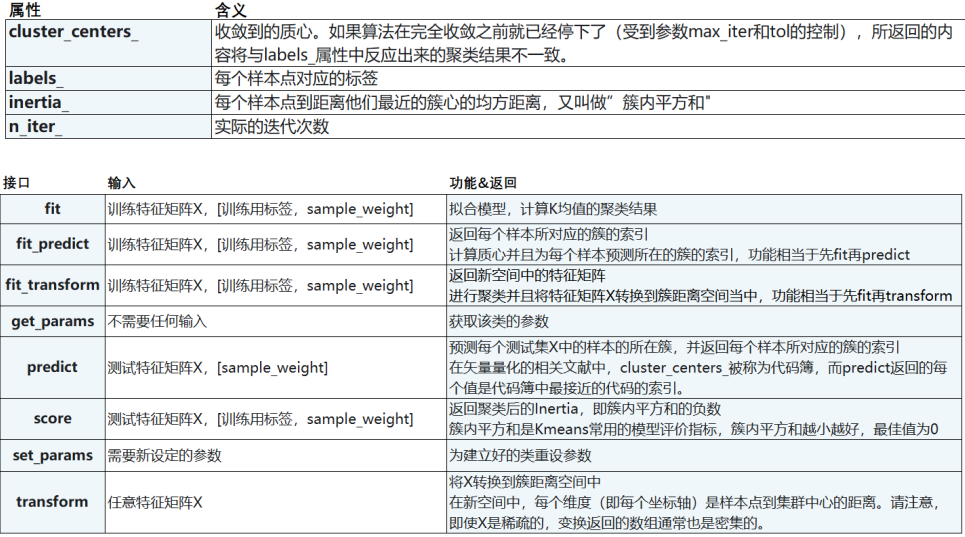 属性 含义
cluster_centers_ 收敛到的质心。如果算法在完全收敛之前就已经停下了（受到参数max_iter和tol的控制），所返回的内
容将与labels_属性中反应出来的聚类结果不一致。
labels_ 每个样本点对应的标签
inertia_ 每个样本点到距离他们最近的簇心的均方距离，又叫做”簇内平方和"
n_iter_ 实际的迭代次数
接口 输入 功能&返回
fit 训练特征矩阵X，[训练用标签，sample_weight] 拟合模型，计算K均值的聚类结果
fit_predict 训练特征矩阵X，[训练用标签，sample_weight] 返回每个样本所对应的簇的索引
计算质心并且为每个样本预测所在的簇的索引，功能相当于先fit再predict
fit_transform 训练特征矩阵X，[训练用标签，sample_weight] 返回新空间中的特征矩阵
进行聚类并且将特征矩阵X转换到簇距离空间当中，功能相当于先fit再transform
get_params 不需要任何输入 获取该类的参数
predict 测试特征矩阵X，[sample_weight] 预测每个测试集X中的样本的所在簇，并返回每个样本所对应的簇的索引
在矢量量化的相关文献中，cluster_centers_被称为代码簿，而predict返回的每
个值是代码簿中最接近的代码的索引。
score 测试特征矩阵X，[训练用标签，sample_weight] 返回聚类后的Inertia，即簇内平方和的负数
簇内平方和是Kmeans常用的模型评价指标，簇内平方和越小越好，最佳值为0
set_params 需要新设定的参数 为建立好的类重设参数
transform 任意特征矩阵X 将X转换到簇距离空间中
在新空间中，每个维度（即每个坐标轴）是样本点到集群中心的距离。请注意，
即使X是稀疏的，变换返回的数组通常也是密集的。